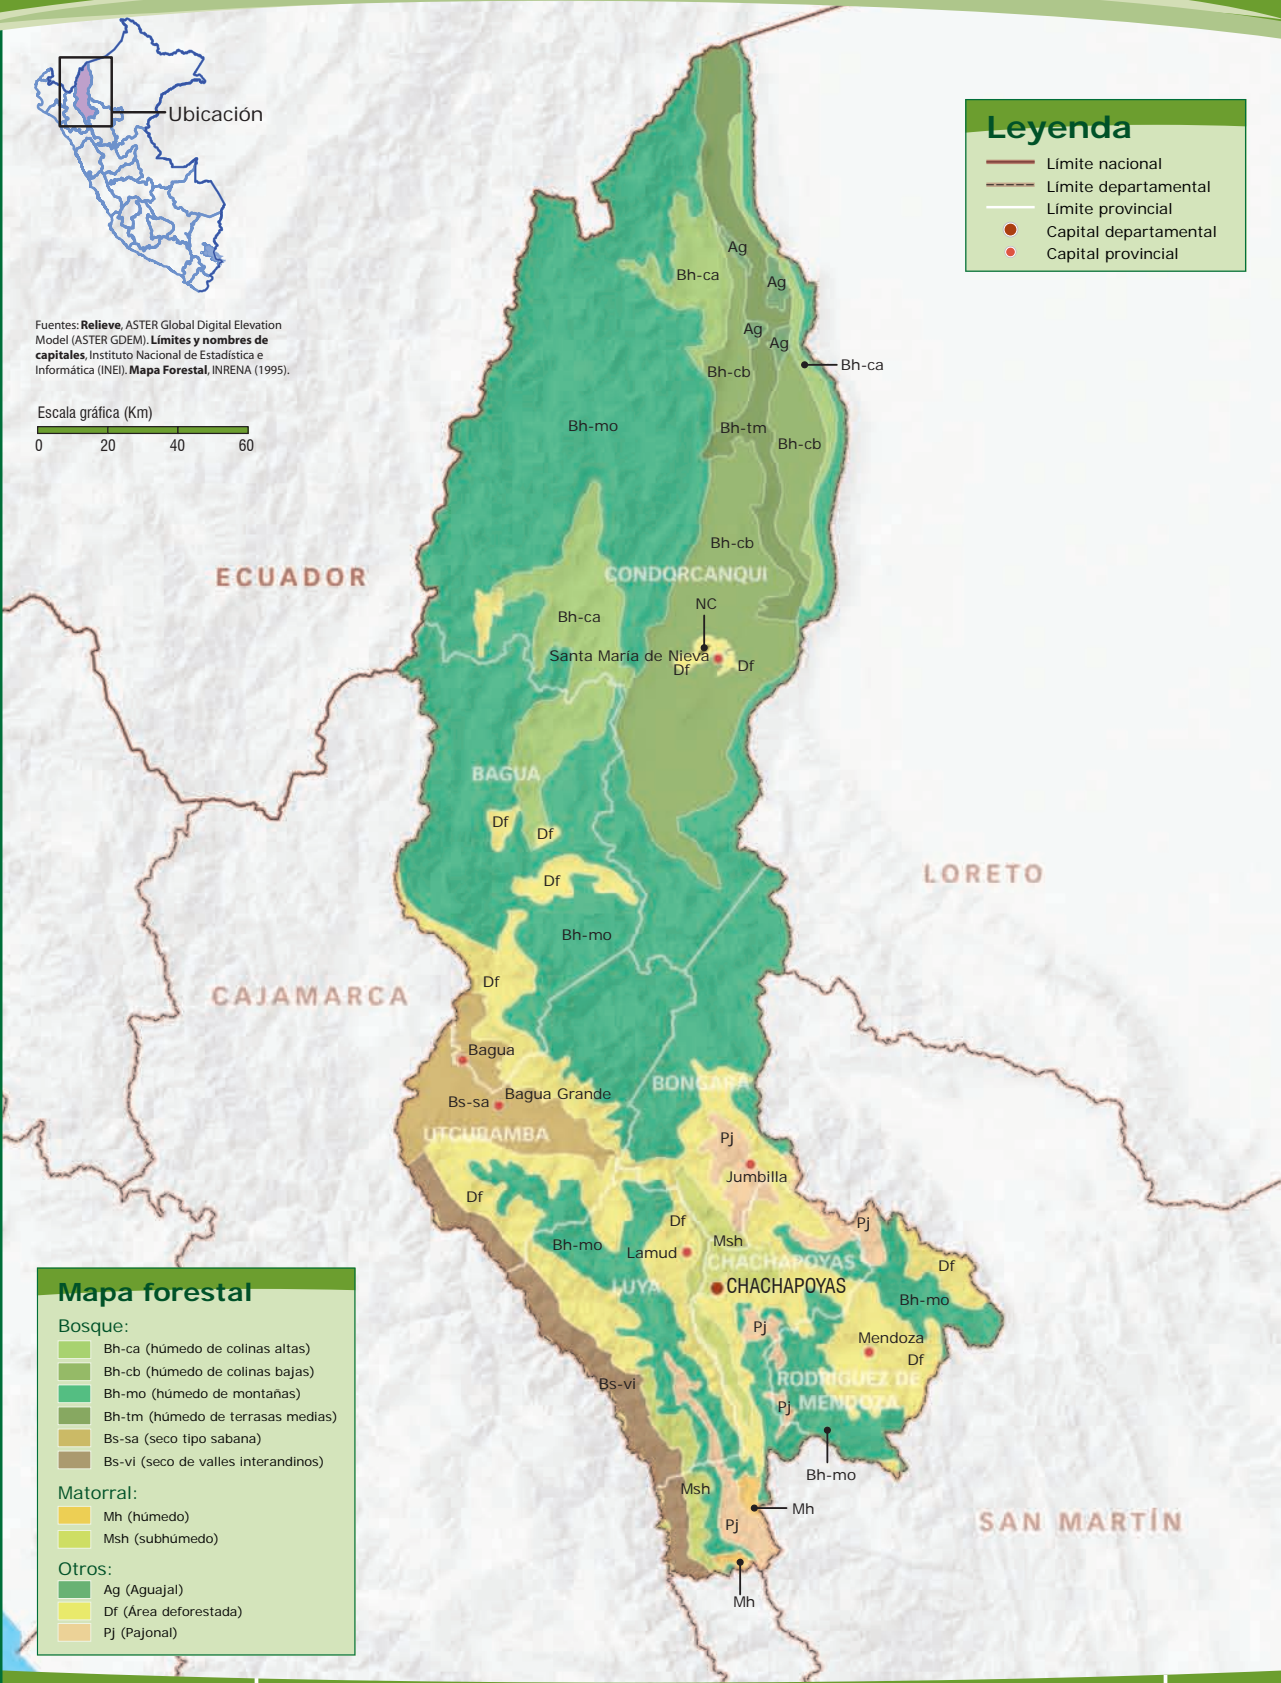 Ubicación
Leyenda
Límite nacional
Límite departamental
Límite provincial
Capital departamental
Capital provincial
Fuentes: Relieve, ASTER Global Digital Elevation
Model (ASTER GDEM). Límites y nombres de
capitales, Instituto Nacional de Estadística e
Informática (INEI). Mapa Forestal, INRENA (1995).
Escala gráfica (Km)
0 20 40 60
Ag
Bh-ca
Ag
Ag
Ag
Bh-ca
Bh-cb
Bh-mo
Bh-tm
Bh-cb
Bh-cb
ECUADOR
CONDORCANQUI
NC
Bh-ca
Santa María de Nieva
Df
Df
BAGUA
Df
Df
LORETO
Df
Bh-mo
Df
CAJAMARCA
Bagua
BONGARA
Bagua Grande
Bs-sa
UTCUBAMBA
Pj
Jumbilla
Df
Df
Pj
Msh
Bh-mo
Lamud
CHACHAPOYAS
Df
LUYA
CHACHAPOYAS
Bh-mo
Pj
Mendoza
Df
Bs-vi
RODRIGUEZ DE
MENDOZA
Pj
Bh-mo
Msh
Mh
Pj
SAN MARTÍN
Mh
Mapa forestal
Bosque:
Bh-ca (húmedo de colinas altas)
Bh-cb (húmedo de colinas bajas)
Bh-mo (húmedo de montañas)
Bh-tm (húmedo de terrasas medias)
Bs-sa (seco tipo sabana)
Bs-vi (seco de valles interandinos)
Matorral:
Mh (húmedo)
Msh (subhúmedo)
Otros:
Ag (Aguajal)
Df (Área deforestada)
Pj (Pajonal)